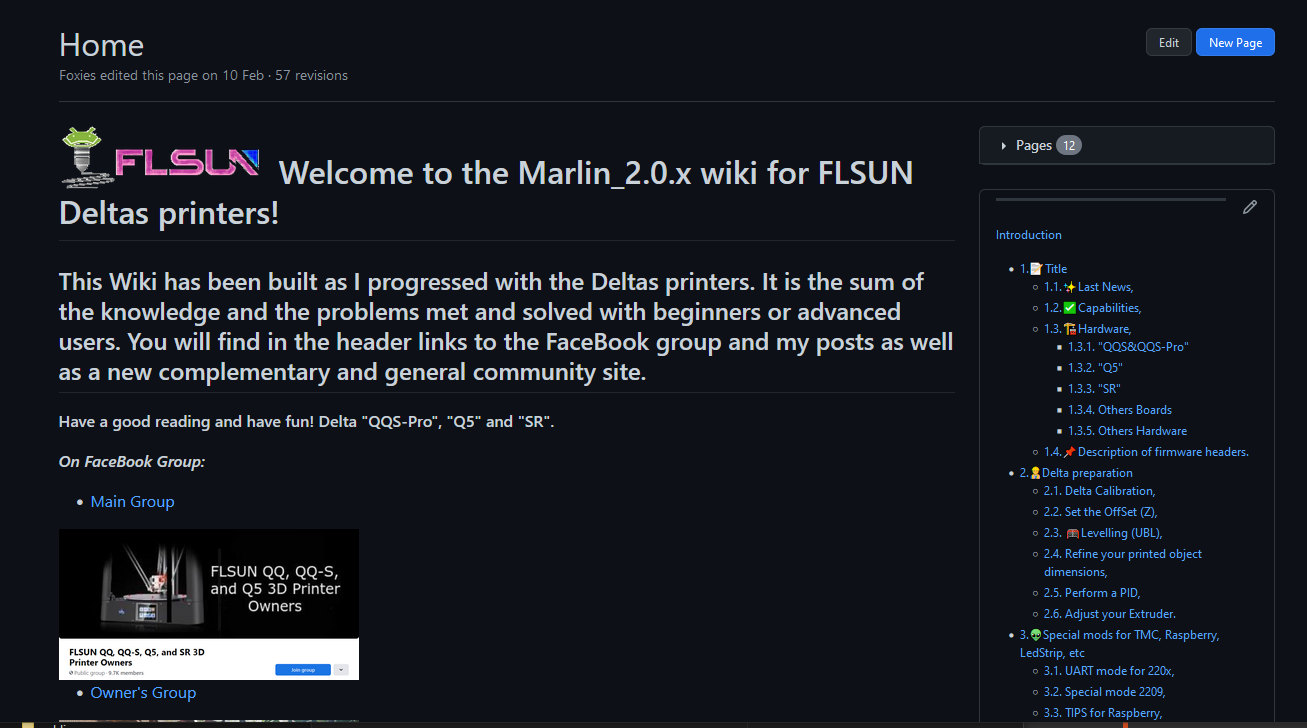 Home
Edit
New Page
Foxies edited this page on 10 Feb · 57 revisions
FLSUN Welcome to the Marlin_2.0.x wiki for FLSUN
Deltas printers!
This Wiki has been built as I progressed with the Deltas printers. It is the sum of
the knowledge and the problems met and solved with beginners or advanced
users. You will find in the header links to the FaceBook group and my posts as well
as a new complementary and general community site.
Have a good reading and have fun! Delta "QQS-Pro", "Q5" and "SR".
On FaceBook Group:
Main Group
FLSUN QQ, QQ-S,
and Q5 3D Printer
Owners
FLSUN QQ, QQ-S, Q5, and SR 3D
Printer Owners
Public group · 9.7K members
Join group
Owner's Group
Pages 12
Introduction
1.📝Title
1.1.✨Last News,
1.2.✅Capabilities,
1.3.🏗Hardware,
1.3.1. "QQS&QQS-Pro"
1.3.2. "Q5"
1.3.3. "SR"
1.3.4. Others Boards
1.3.5. Others Hardware
1.4.📌Description of firmware headers.
2.Delta preparation
2.1. Delta Calibration,
2.2. Set the OffSet (Z),
2.3. Levelling (UBL),
2.4. Refine your printed object
dimensions,
2.5. Perform a PID,
2.6. Adjust your Extruder.
3.👽Special mods for TMC, Raspberry,
LedStrip, etc
3.1. UART mode for 220x,
3.2. Special mode 2209,
3.3. TIPS for Raspberry,